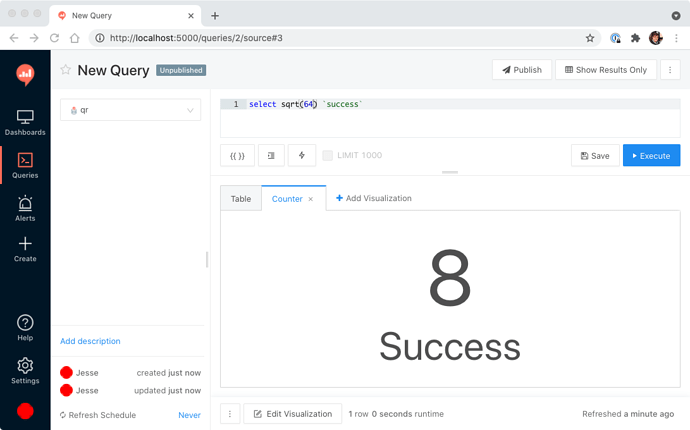 New Query
http://localhost:5000/queries/2/source#3
New Query Unpublished
Publish
Show Results Only
Dashboards
Queries
Alerts
Create
Help
Settings
qr
Add description
Jesse created just now
Jesse updated just now
Refresh Schedule Never
1 select sqrt(64) `success`
{{ }}
LIMIT 1000
Save
Execute
Table
Counter ×
+ Add Visualization
8
Success
Edit Visualization
1 row 0 seconds runtime
Refreshed a minute ago